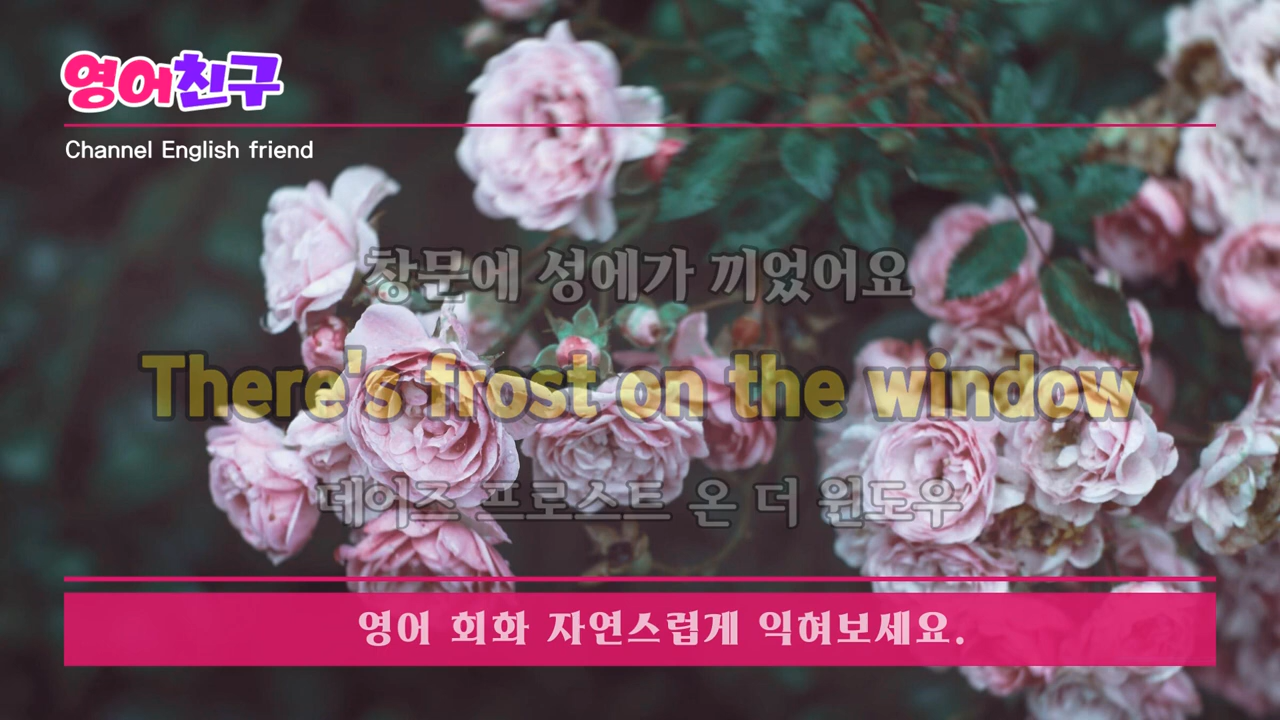 영어친구
Channel English friend
창문에 성에가 끼었어요
There's frost on the window
데어즈 프로스트 온 더 윈도우
영어 회화 자연스럽게 익혀보세요.